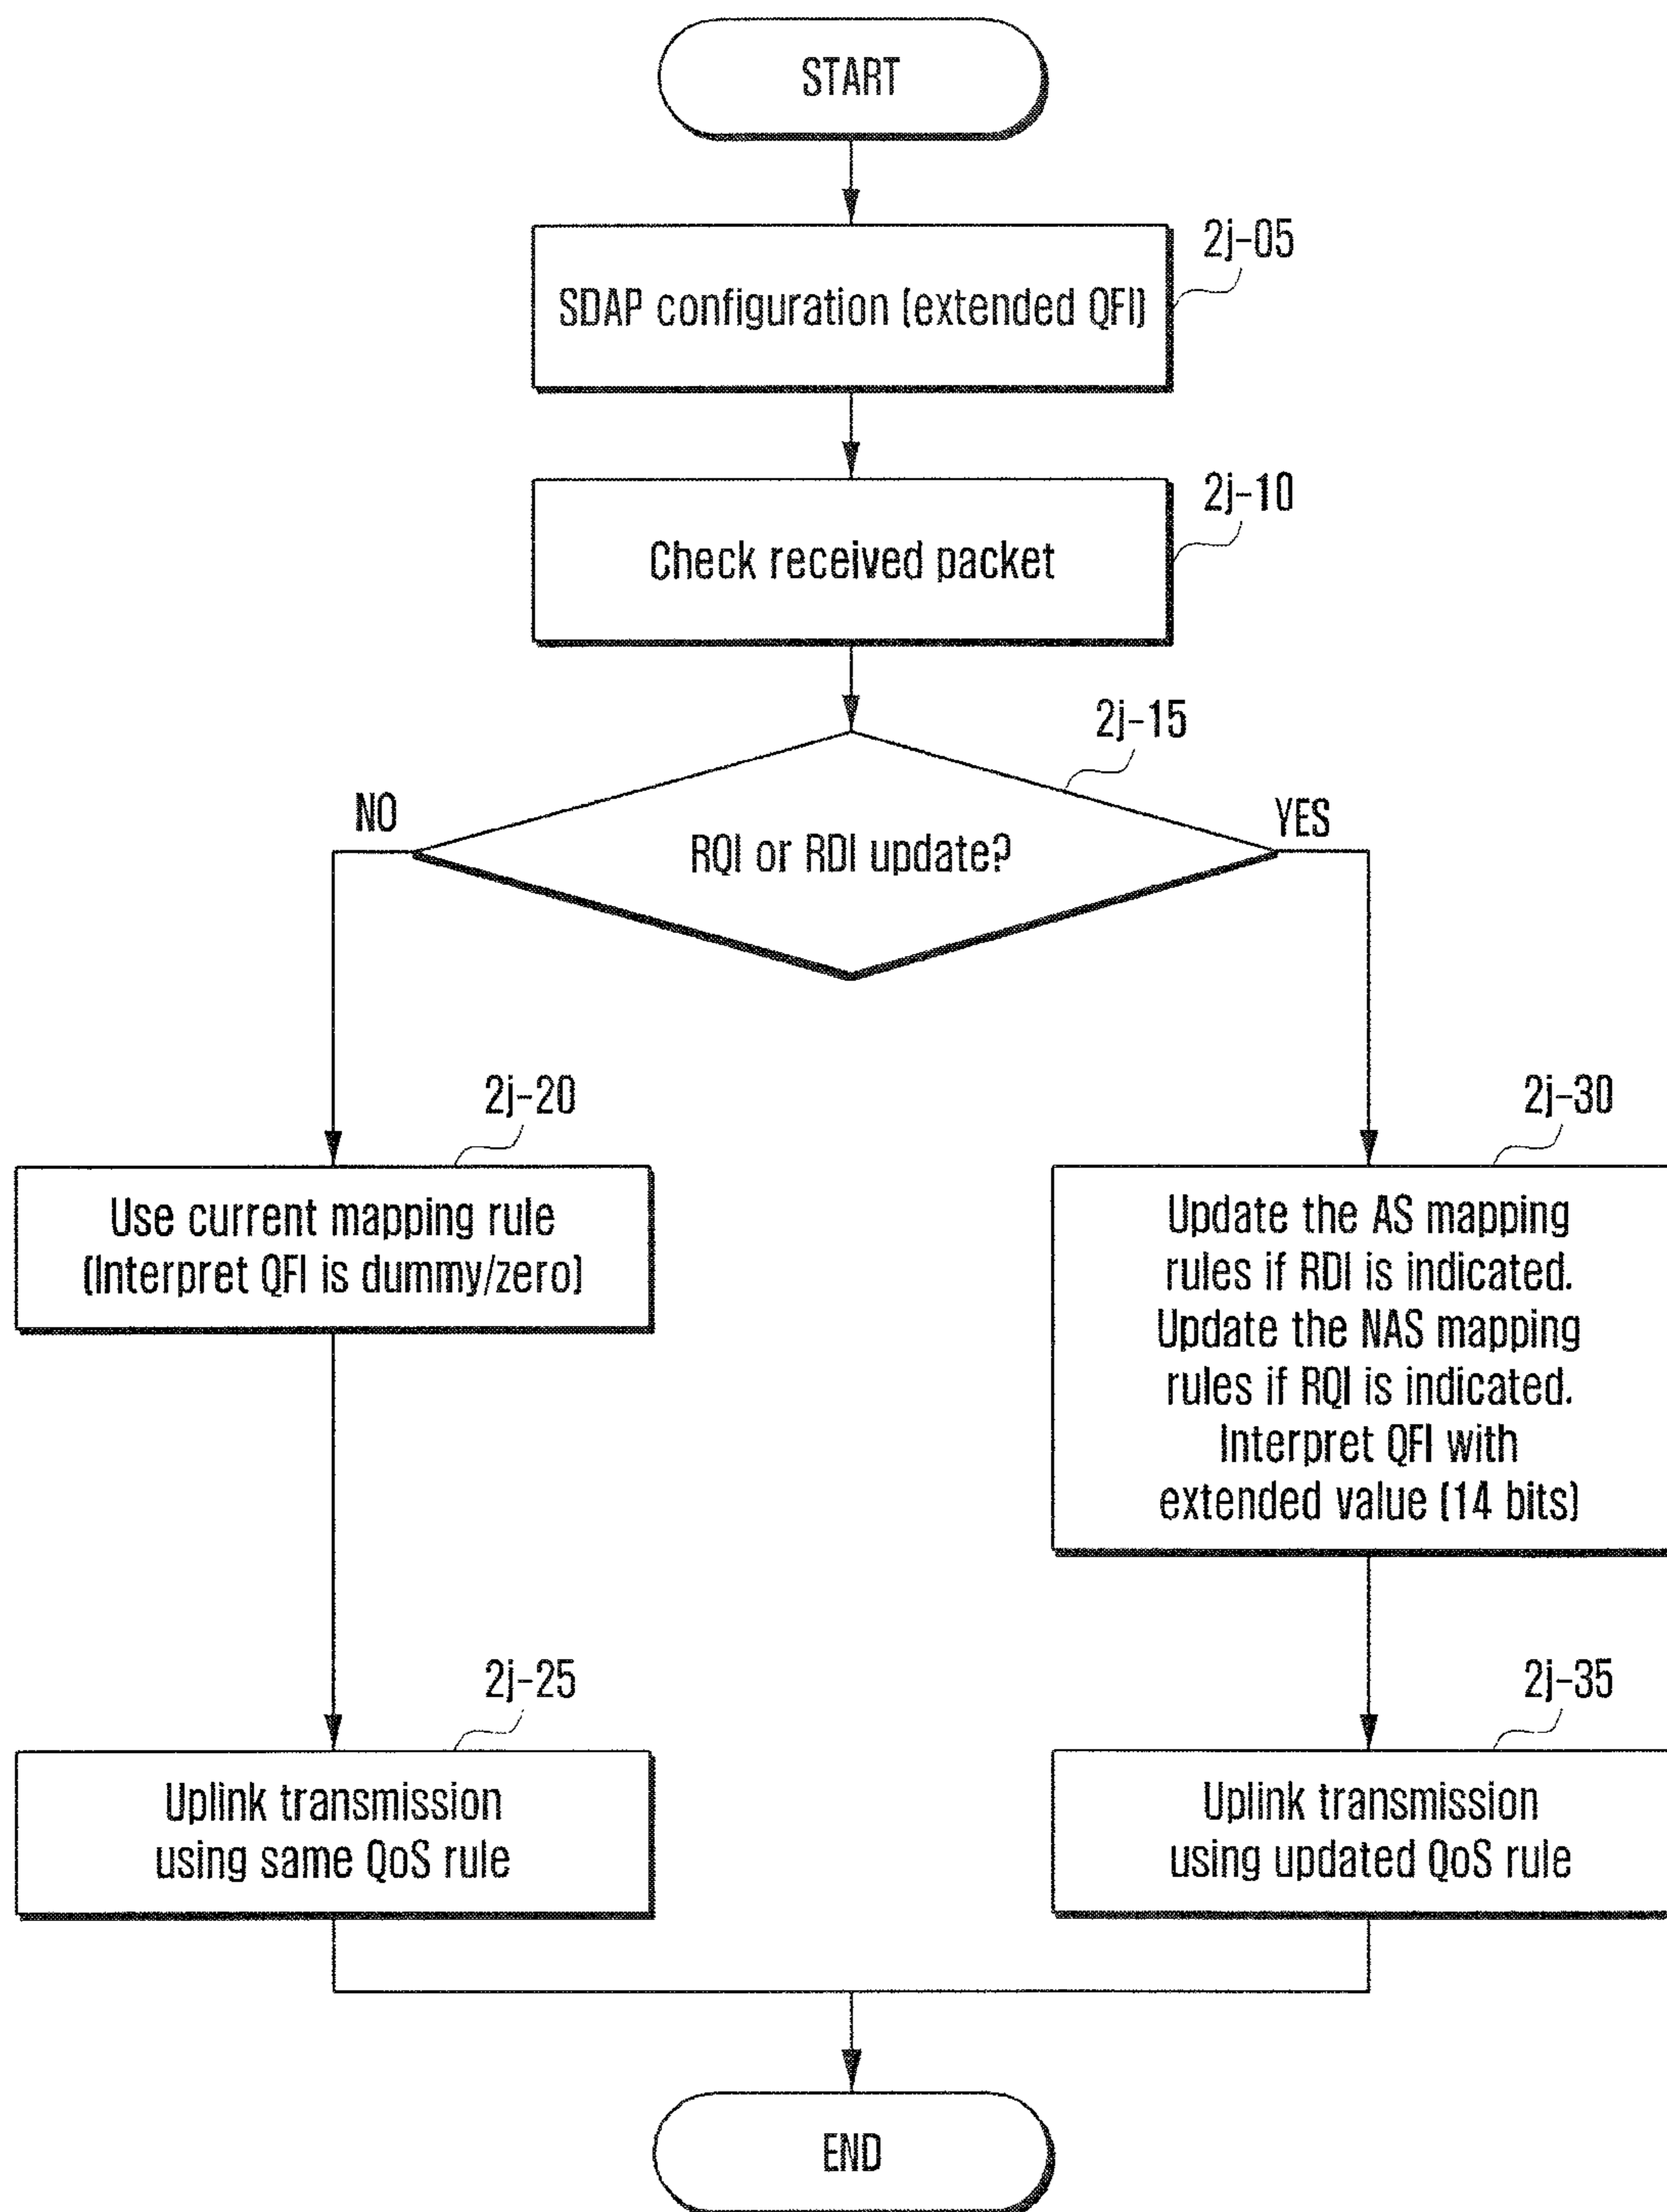 START
2j-05
SDAP configuration (extended QFI)
2j-10
Check received packet
2j-15
NO
YES
RQI or RDI update?
2j-20
Use current mapping rule
(Interpret QFI is dummy/zero)
2j-30
Update the AS mapping
rules if RDI is indicated.
Update the NAS mapping
rules if RQI is indicated.
Interpret QFI with
extended value (14 bits)
2j-25
Uplink transmission
using same QoS rule
2j-35
Uplink transmission
using updated QoS rule
END